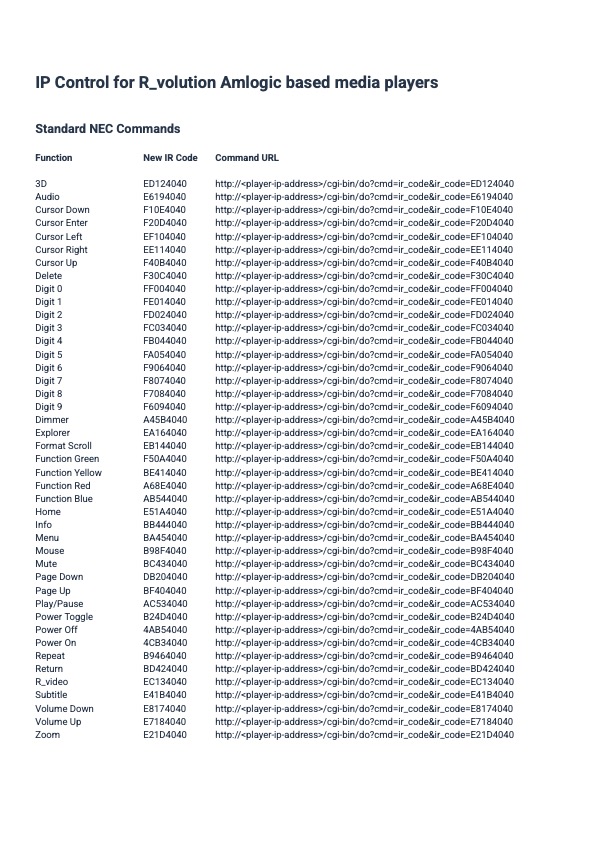 IP Control for R_volution Amlogic based media players
Standard NEC Commands
Function New IR Code Command URL
3D ED124040 http://<player-ip-address>/cgi-bin/do?cmd=ir_code&ir_code=ED124040
Audio E6194040 http://<player-ip-address>/cgi-bin/do?cmd=ir_code&ir_code=E6194040
Cursor Down F10E4040 http://<player-ip-address>/cgi-bin/do?cmd=ir_code&ir_code=F10E4040
Cursor Enter F20D4040 http://<player-ip-address>/cgi-bin/do?cmd=ir_code&ir_code=F20D4040
Cursor Left EF104040 http://<player-ip-address>/cgi-bin/do?cmd=ir_code&ir_code=EF104040
Cursor Right EE114040 http://<player-ip-address>/cgi-bin/do?cmd=ir_code&ir_code=EE114040
Cursor Up F40B4040 http://<player-ip-address>/cgi-bin/do?cmd=ir_code&ir_code=F40B4040
Delete F30C4040 http://<player-ip-address>/cgi-bin/do?cmd=ir_code&ir_code=F30C4040
Digit 0 FF004040 http://<player-ip-address>/cgi-bin/do?cmd=ir_code&ir_code=FF004040
Digit 1 FE014040 http://<player-ip-address>/cgi-bin/do?cmd=ir_code&ir_code=FE014040
Digit 2 FD024040 http://<player-ip-address>/cgi-bin/do?cmd=ir_code&ir_code=FD024040
Digit 3 FC034040 http://<player-ip-address>/cgi-bin/do?cmd=ir_code&ir_code=FC034040
Digit 4 FB044040 http://<player-ip-address>/cgi-bin/do?cmd=ir_code&ir_code=FB044040
Digit 5 FA054040 http://<player-ip-address>/cgi-bin/do?cmd=ir_code&ir_code=FA054040
Digit 6 F9064040 http://<player-ip-address>/cgi-bin/do?cmd=ir_code&ir_code=F9064040
Digit 7 F8074040 http://<player-ip-address>/cgi-bin/do?cmd=ir_code&ir_code=F8074040
Digit 8 F7084040 http://<player-ip-address>/cgi-bin/do?cmd=ir_code&ir_code=F7084040
Digit 9 F6094040 http://<player-ip-address>/cgi-bin/do?cmd=ir_code&ir_code=F6094040
Dimmer A45B4040 http://<player-ip-address>/cgi-bin/do?cmd=ir_code&ir_code=A45B4040
Explorer EA164040 http://<player-ip-address>/cgi-bin/do?cmd=ir_code&ir_code=EA164040
Format Scroll EB144040 http://<player-ip-address>/cgi-bin/do?cmd=ir_code&ir_code=EB144040
Function Green F50A4040 http://<player-ip-address>/cgi-bin/do?cmd=ir_code&ir_code=F50A4040
Function Yellow BE414040 http://<player-ip-address>/cgi-bin/do?cmd=ir_code&ir_code=BE414040
Function Red A68E4040 http://<player-ip-address>/cgi-bin/do?cmd=ir_code&ir_code=A68E4040
Function Blue AB544040 http://<player-ip-address>/cgi-bin/do?cmd=ir_code&ir_code=AB544040
Home E51A4040 http://<player-ip-address>/cgi-bin/do?cmd=ir_code&ir_code=E51A4040
Info BB444040 http://<player-ip-address>/cgi-bin/do?cmd=ir_code&ir_code=BB444040
Menu BA454040 http://<player-ip-address>/cgi-bin/do?cmd=ir_code&ir_code=BA454040
Mouse B98F4040 http://<player-ip-address>/cgi-bin/do?cmd=ir_code&ir_code=B98F4040
Mute BC434040 http://<player-ip-address>/cgi-bin/do?cmd=ir_code&ir_code=BC434040
Page Down DB204040 http://<player-ip-address>/cgi-bin/do?cmd=ir_code&ir_code=DB204040
Page Up BF404040 http://<player-ip-address>/cgi-bin/do?cmd=ir_code&ir_code=BF404040
Play/Pause AC534040 http://<player-ip-address>/cgi-bin/do?cmd=ir_code&ir_code=AC534040
Power Toggle B24D4040 http://<player-ip-address>/cgi-bin/do?cmd=ir_code&ir_code=B24D4040
Power Off 4AB54040 http://<player-ip-address>/cgi-bin/do?cmd=ir_code&ir_code=4AB54040
Power On 4CB34040 http://<player-ip-address>/cgi-bin/do?cmd=ir_code&ir_code=4CB34040
Repeat B9464040 http://<player-ip-address>/cgi-bin/do?cmd=ir_code&ir_code=B9464040
Return BD424040 http://<player-ip-address>/cgi-bin/do?cmd=ir_code&ir_code=BD424040
R_video EC134040 http://<player-ip-address>/cgi-bin/do?cmd=ir_code&ir_code=EC134040
Subtitle E41B4040 http://<player-ip-address>/cgi-bin/do?cmd=ir_code&ir_code=E41B4040
Volume Down E8174040 http://<player-ip-address>/cgi-bin/do?cmd=ir_code&ir_code=E8174040
Volume Up E7184040 http://<player-ip-address>/cgi-bin/do?cmd=ir_code&ir_code=E7184040
Zoom E21D4040 http://<player-ip-address>/cgi-bin/do?cmd=ir_code&ir_code=E21D4040